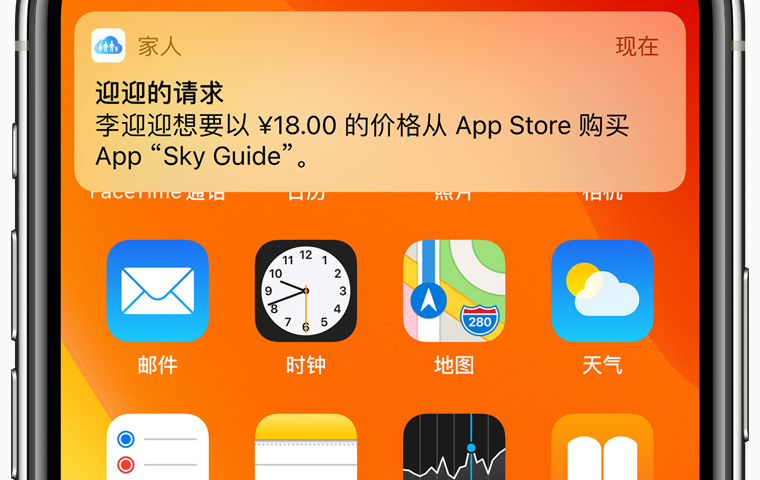 家人 现在
迎迎的请求
李迎迎想要以 ¥18.00 的价格从 App Store 购买
App “Sky Guide”。
FaceTime 通话 日历 照片 相机
12
11 1
10 2
9 3
8 4
7 5
6
280
邮件 时钟 地图 天气